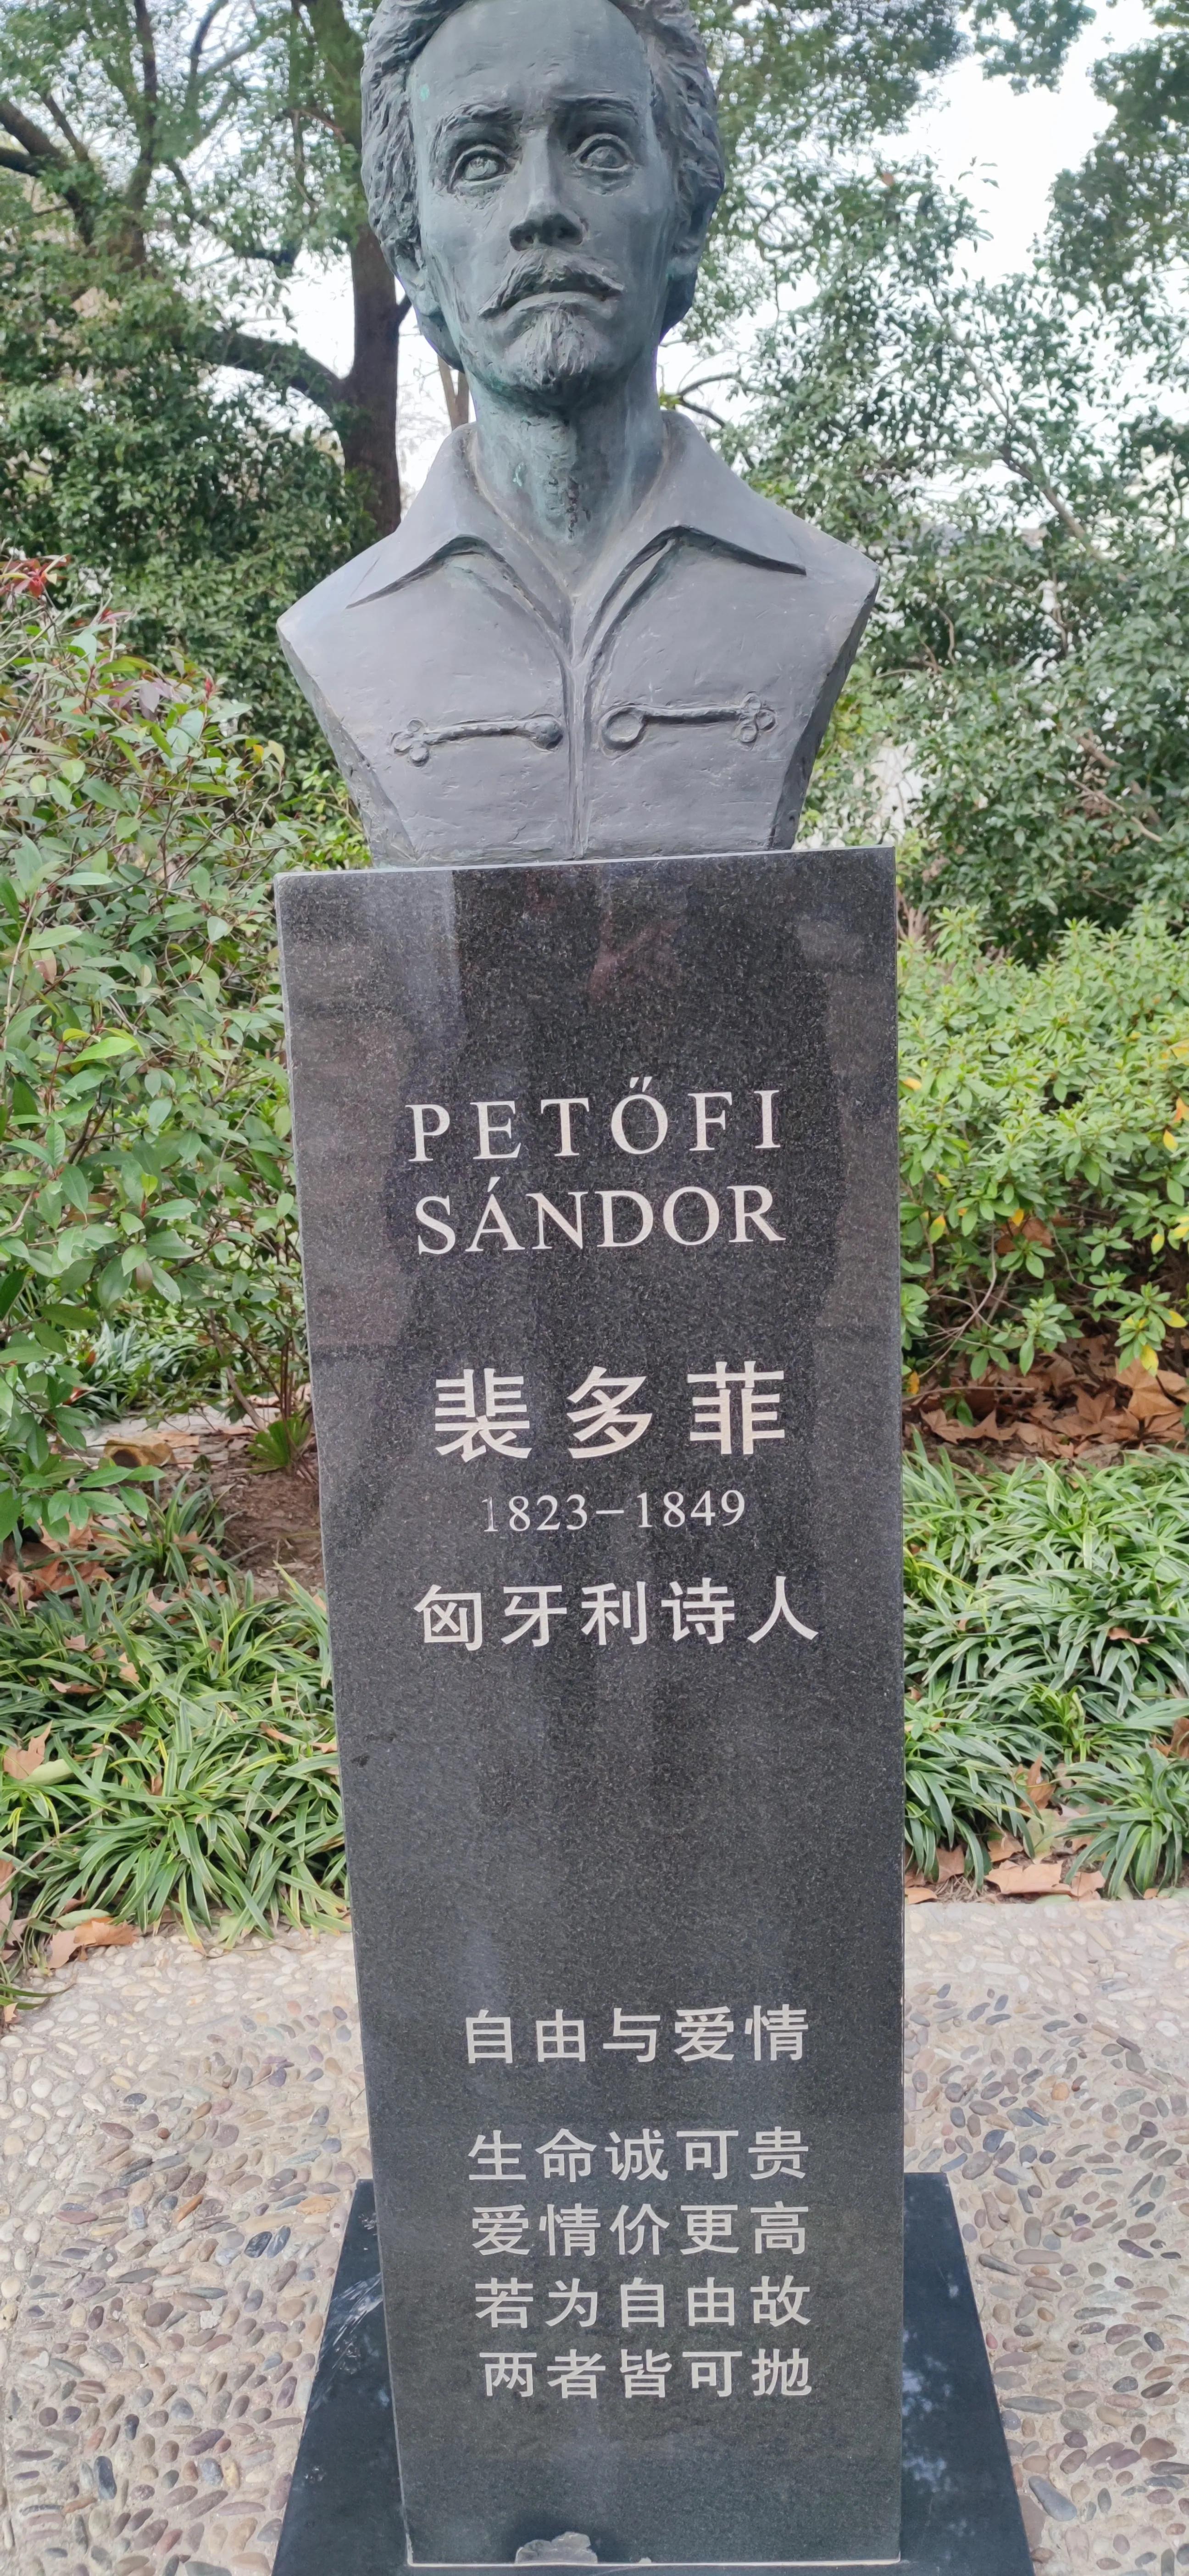 PETŐFI
SÁNDOR
裴多菲
1823-1849
匈牙利诗人
自由与爱情
生命诚可贵
爱情价更高
若为自由故
两者皆可抛